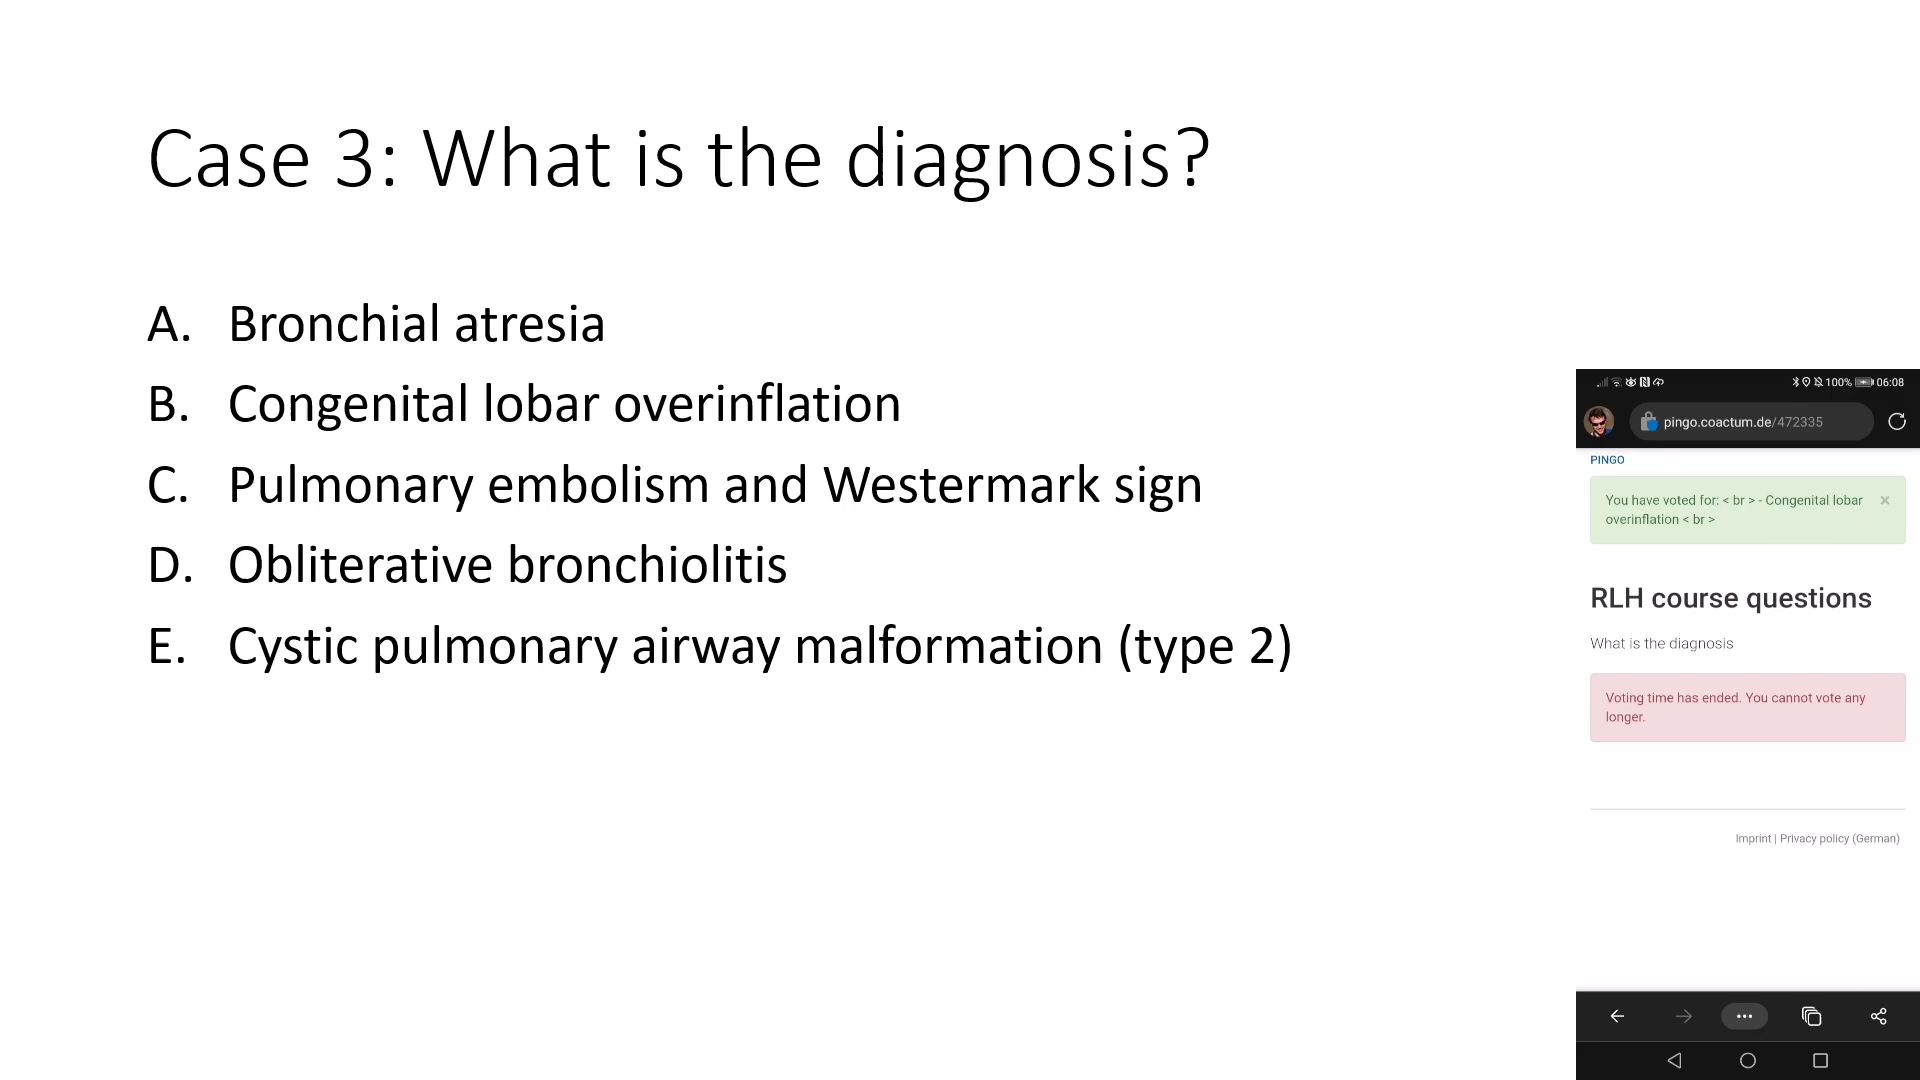 Case 3: What is the diagnosis?
A. Bronchial atresia
B. Congenital lobar overinflation
C. Pulmonary embolism and Westermark sign
D. Obliterative bronchiolitis
E. Cystic pulmonary airway malformation (type 2)
100% 06:08
pingo.coactum.de/472335
PINGO
You have voted for: < br > - Congenital lobar
overinflation < br >
RLH course questions
What is the diagnosis
Voting time has ended. You cannot vote any
longer.
Imprint | Privacy policy (German)